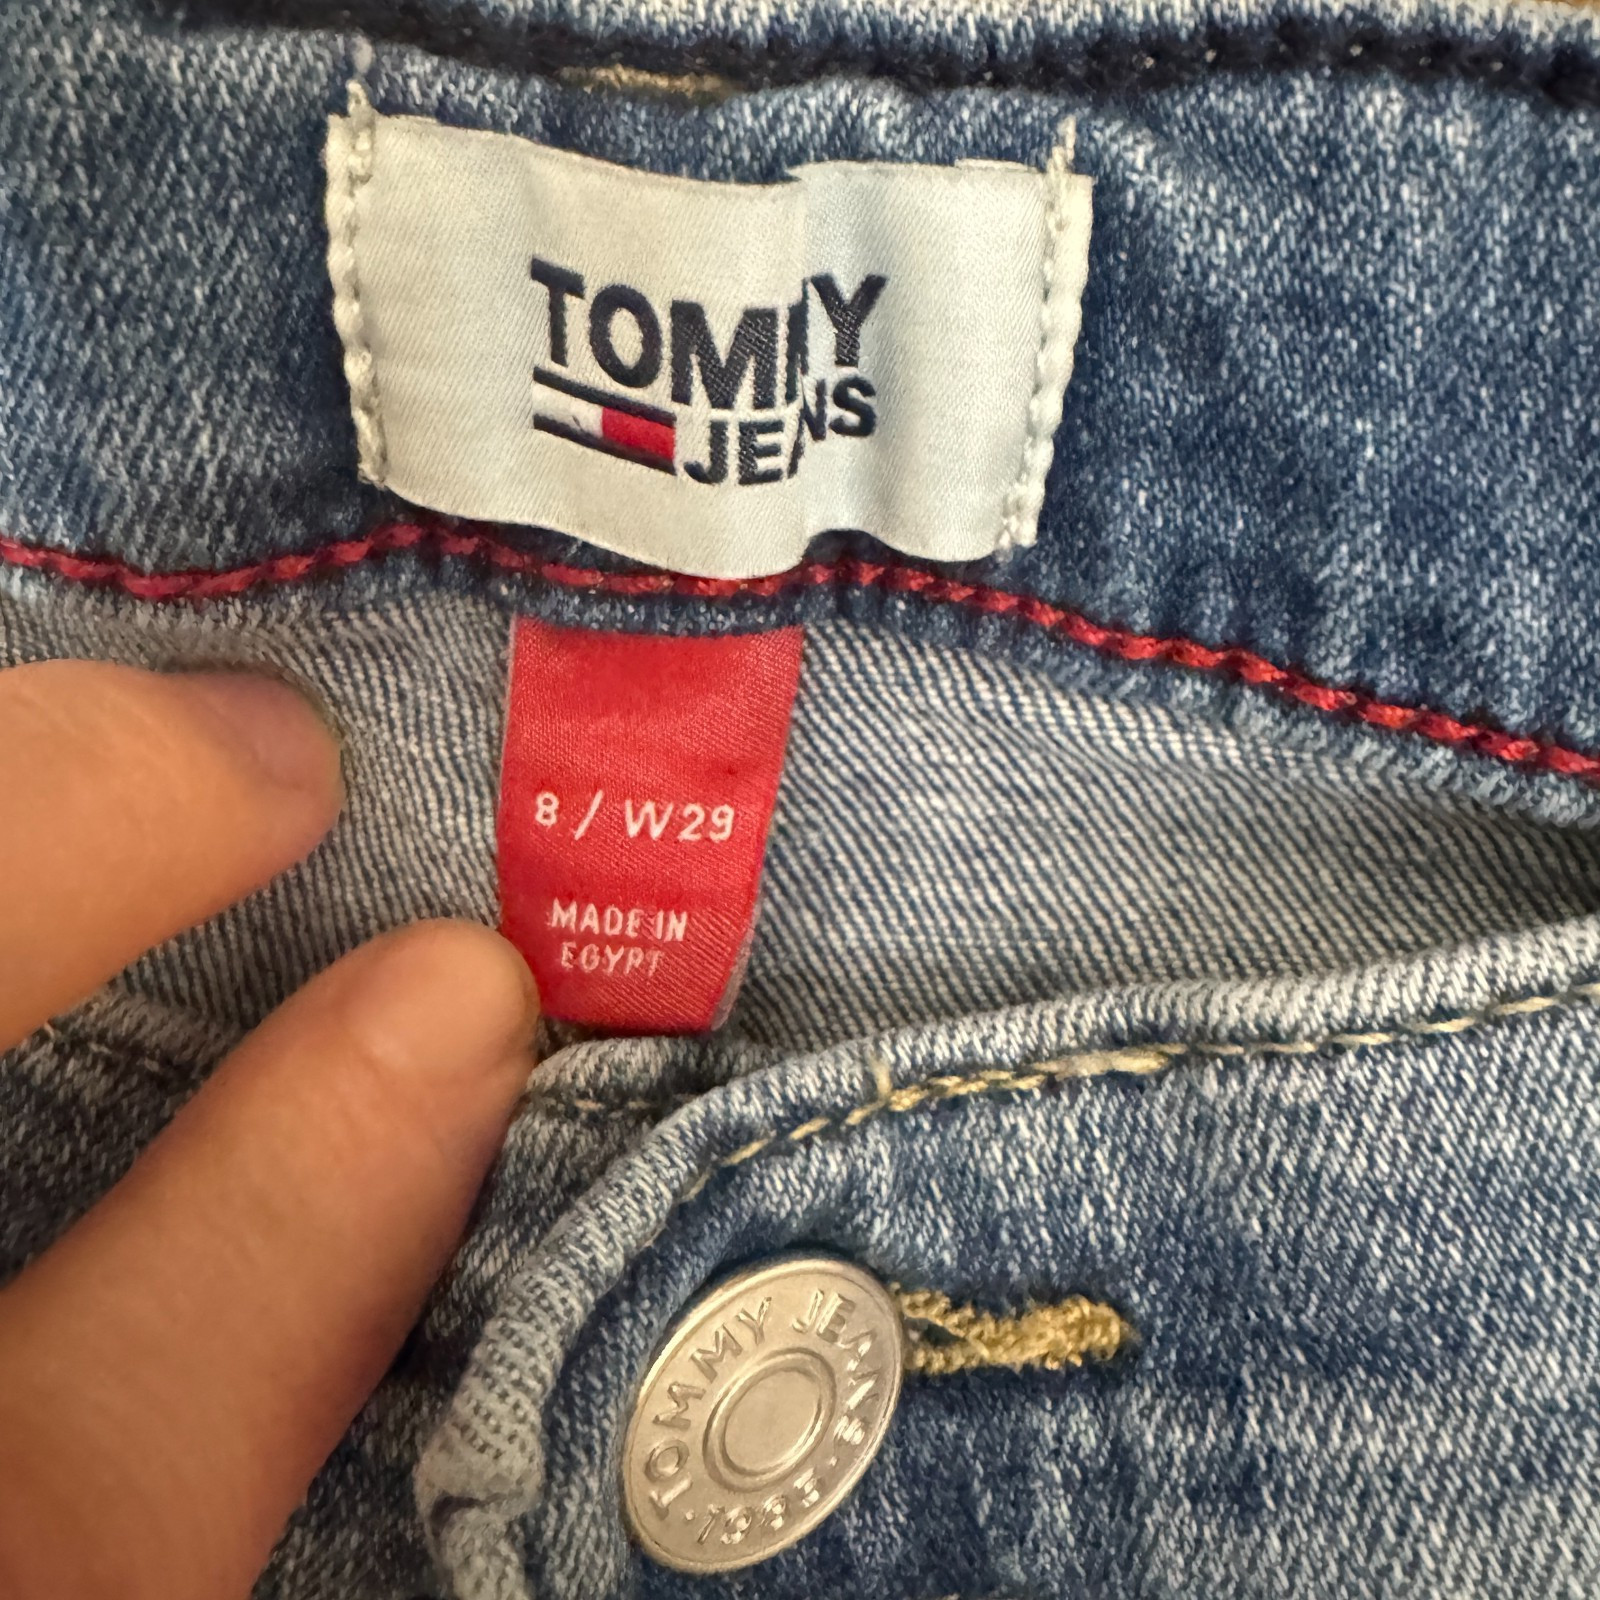 TOMMY
JEANS
8 / W29
MADE IN
EGYPT
TOMMY JEANS
· 1985 ·